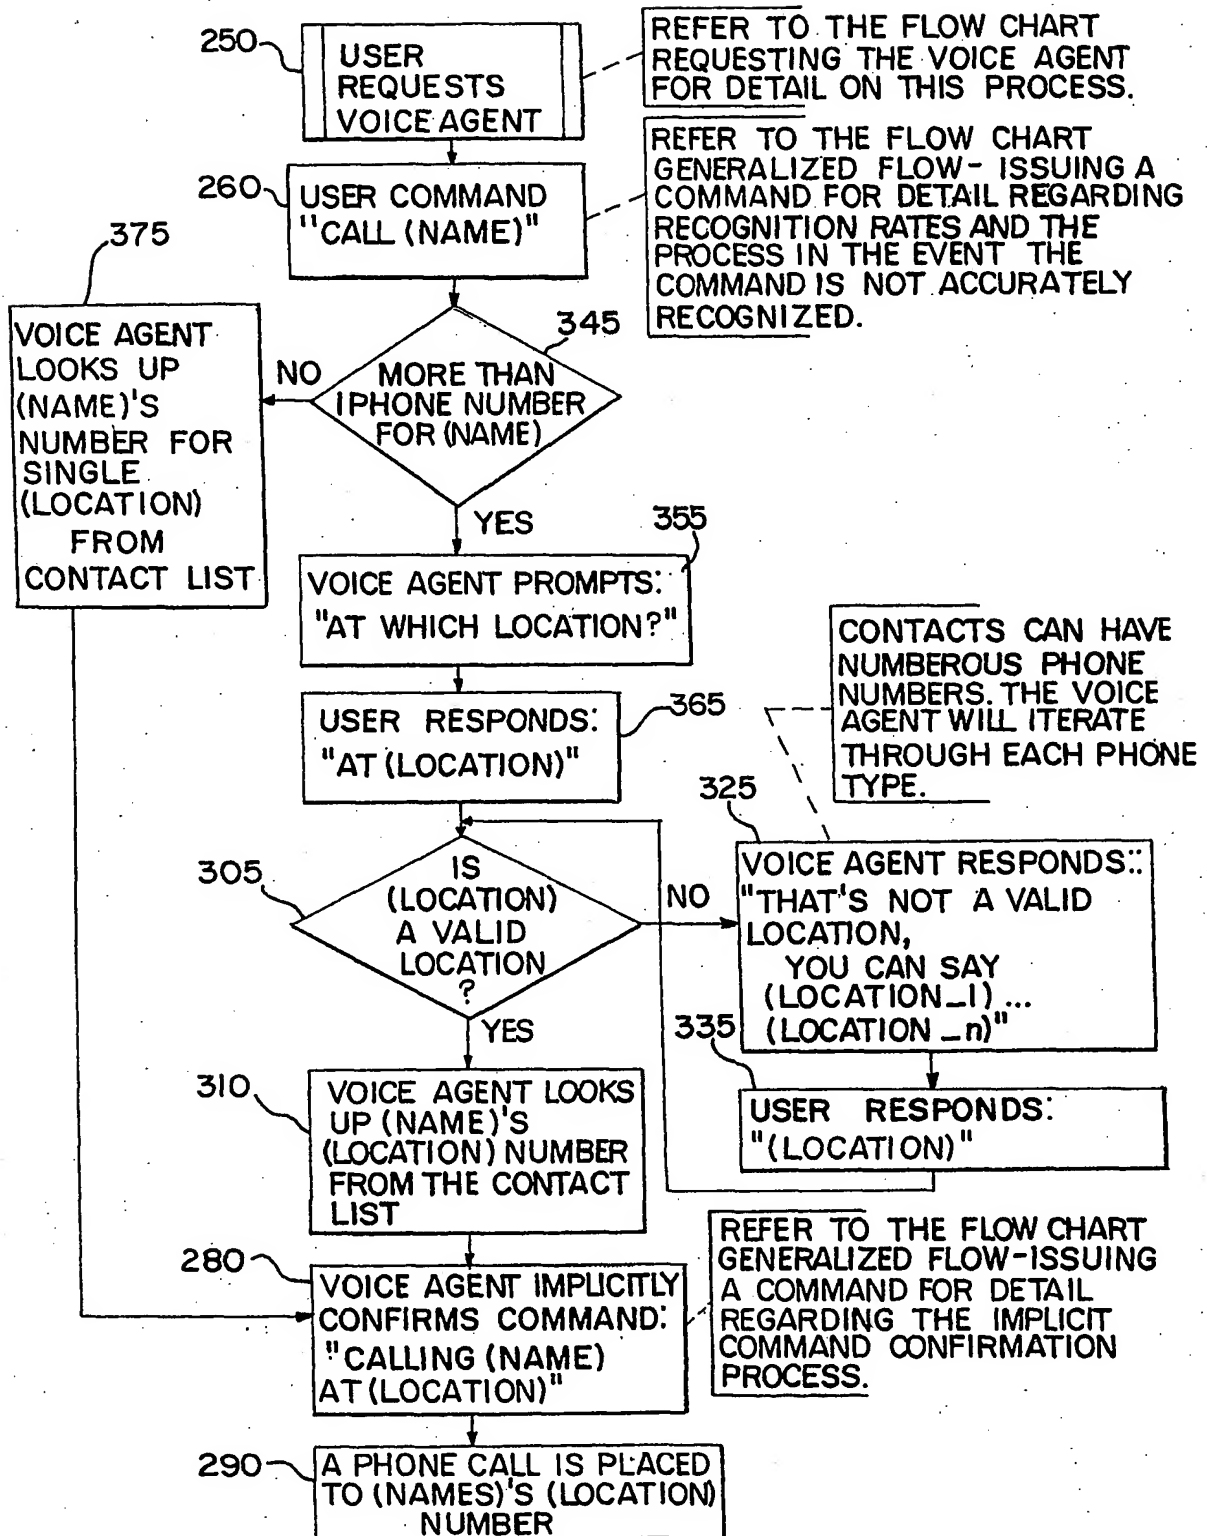 250
USER
REQUESTS
VOICE AGENT
REFER TO THE FLOW CHART
REQUESTING THE VOICE AGENT
FOR DETAIL ON THIS PROCESS.
260
USER COMMAND
"CALL (NAME)"
REFER TO THE FLOW CHART
GENERALIZED FLOW- ISSUING A
COMMAND FOR DETAIL REGARDING
RECOGNITION RATES AND THE
PROCESS IN THE EVENT THE
COMMAND IS NOT ACCURATELY
RECOGNIZED.
375
VOICE AGENT
LOOKS UP
(NAME)'S
NUMBER FOR
SINGLE
(LOCATION)
FROM
CONTACT LIST
NO
345
MORE THAN
1 PHONE NUMBER
FOR (NAME)
YES
355
VOICE AGENT PROMPTS:
"AT WHICH LOCATION?"
365
USER RESPONDS:
"AT (LOCATION)"
CONTACTS CAN HAVE
NUMBEROUS PHONE
NUMBERS. THE VOICE
AGENT WILL ITERATE
THROUGH EACH PHONE
TYPE.
305
IS
(LOCATION)
A VALID
LOCATION
?
NO
325
VOICE AGENT RESPONDS:
"THAT'S NOT A VALID
LOCATION,
YOU CAN SAY
(LOCATION_1) ...
(LOCATION_n)"
YES
335
USER RESPONDS:
"(LOCATION)"
310
VOICE AGENT LOOKS
UP (NAME)'S
(LOCATION) NUMBER
FROM THE CONTACT
LIST
280
VOICE AGENT IMPLICITLY
CONFIRMS COMMAND:
"CALLING (NAME)
AT (LOCATION)"
REFER TO THE FLOW CHART
GENERALIZED FLOW-ISSUING
A COMMAND FOR DETAIL
REGARDING THE IMPLICIT
COMMAND CONFIRMATION
PROCESS.
290
A PHONE CALL IS PLACED
TO (NAMES)'S (LOCATION)
NUMBER